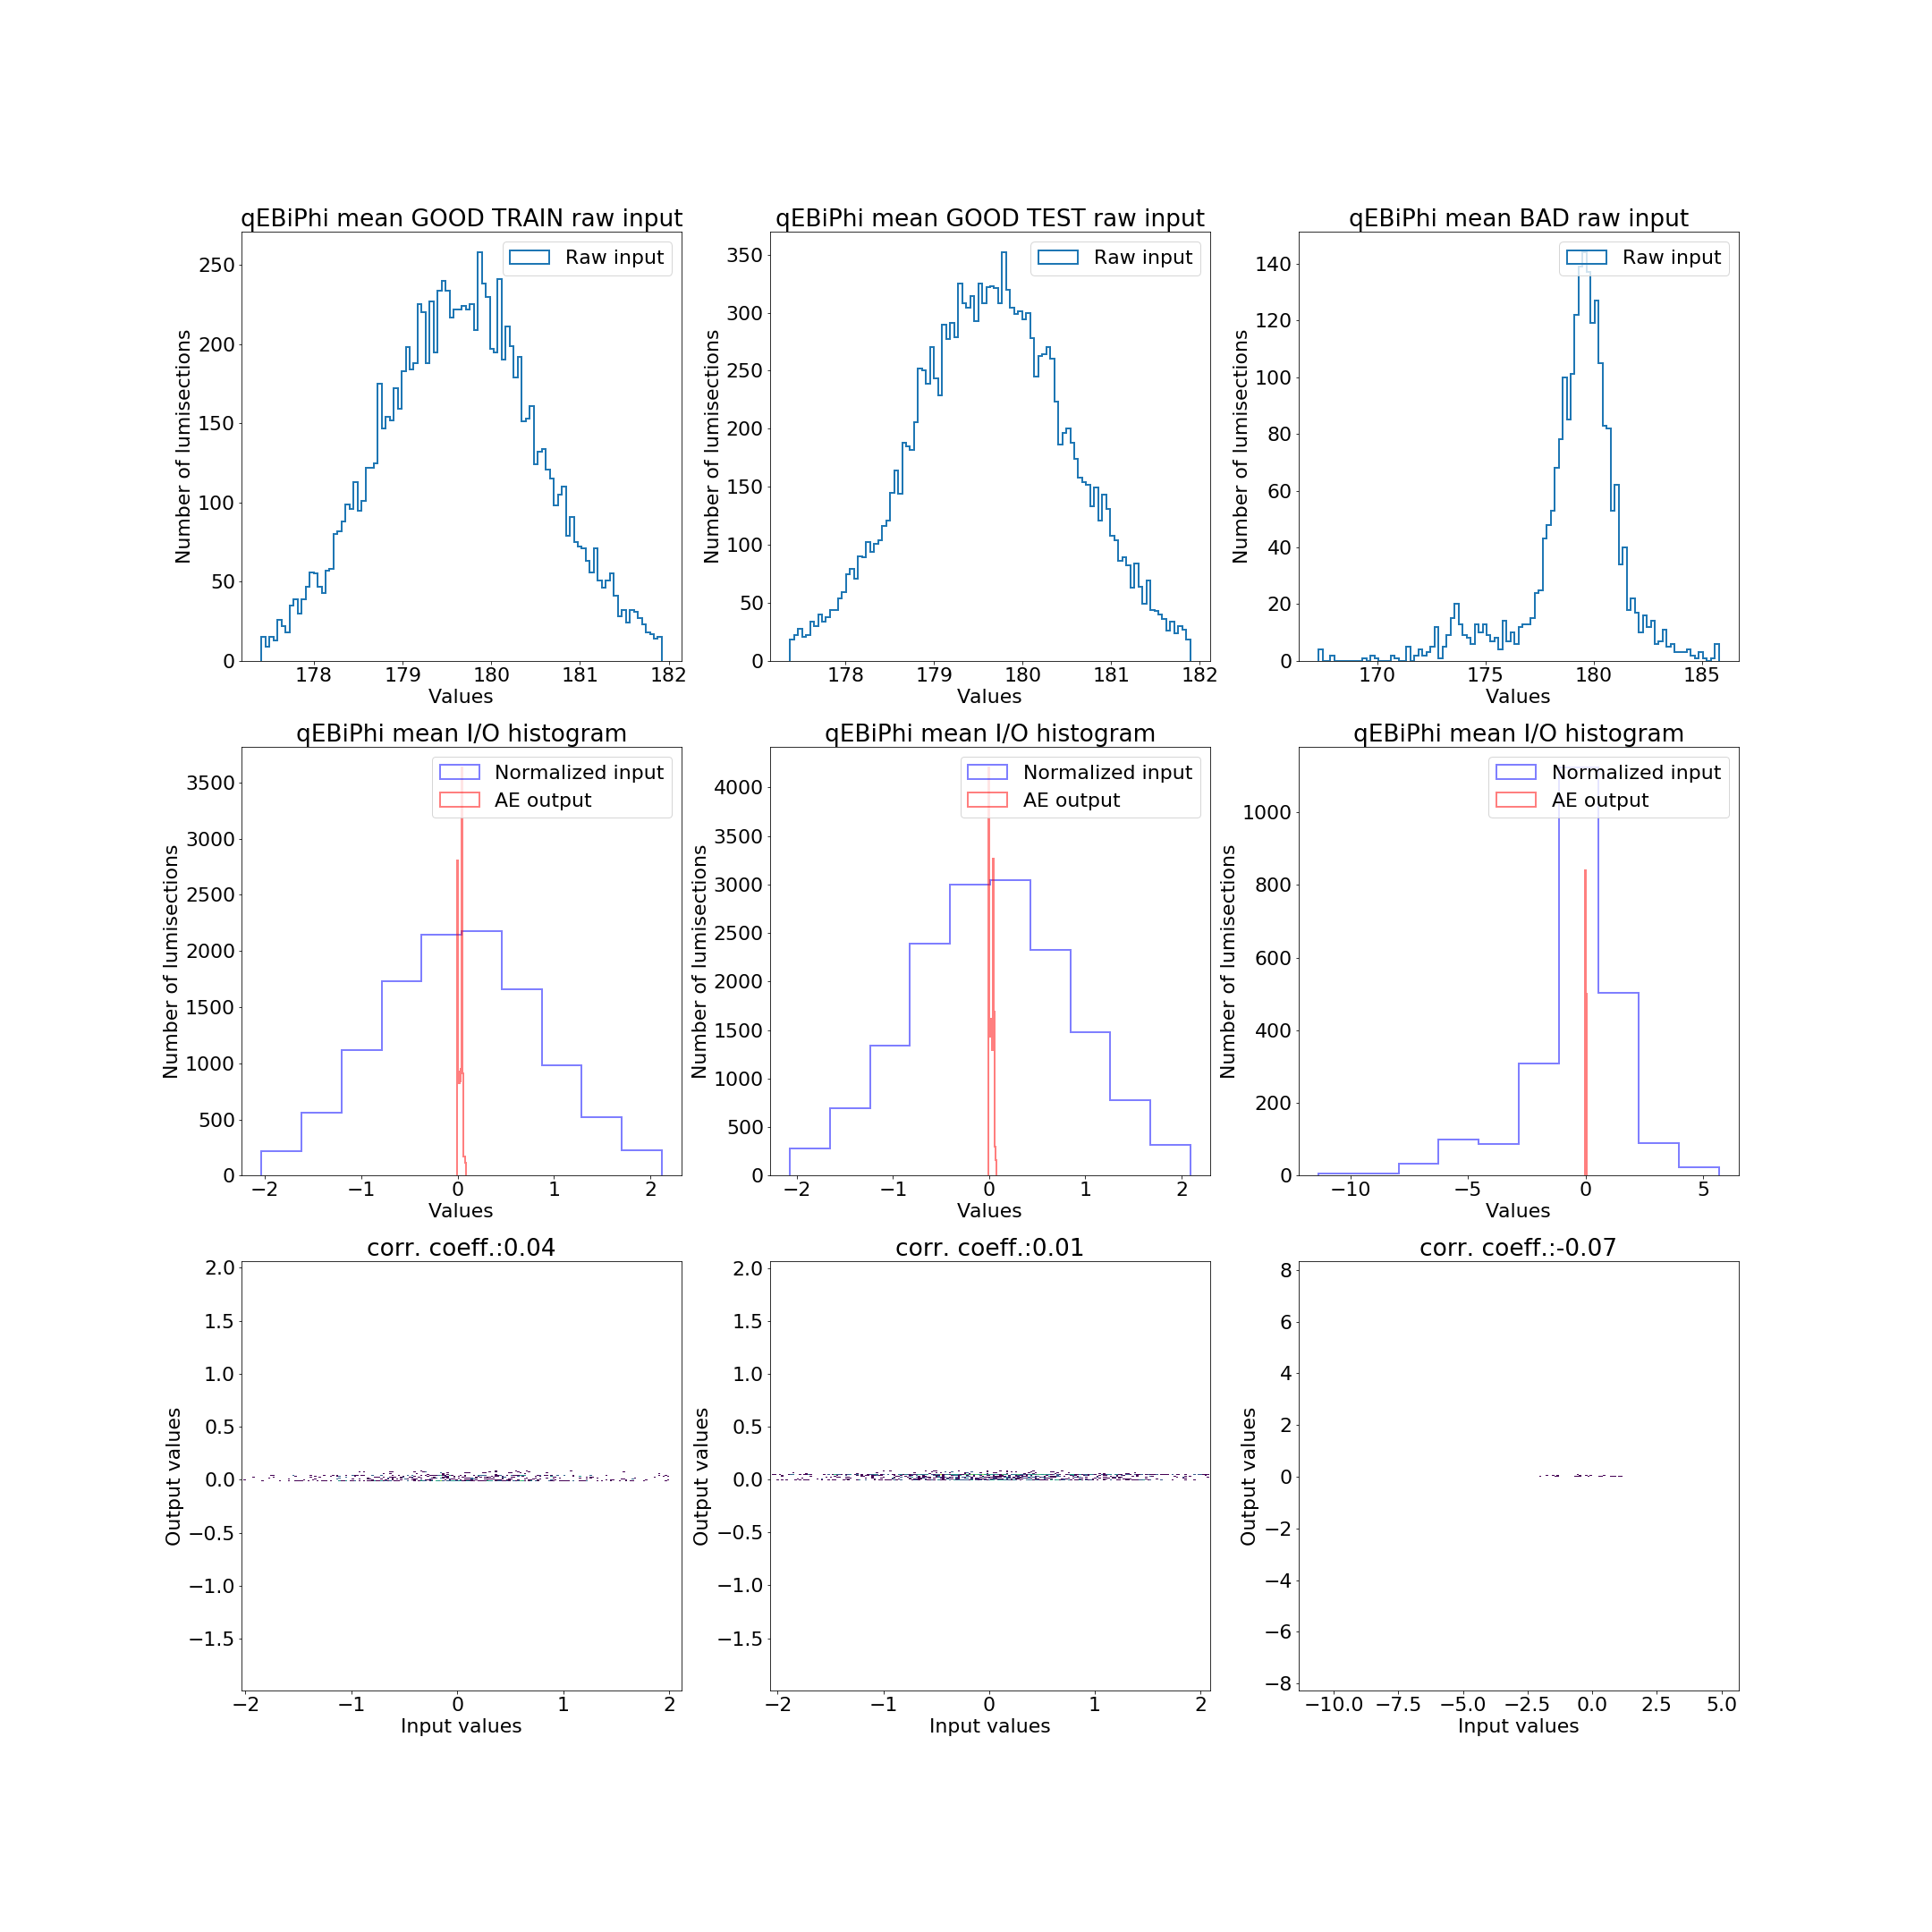 qEBiPhi mean GOOD TRAIN raw input
Raw input
250
200
150
100
50
0
Number of lumisections
178 179 180 181 182
Values
qEBiPhi mean GOOD TEST raw input
Raw input
350
300
250
200
150
100
50
0
Number of lumisections
178 179 180 181 182
Values
qEBiPhi mean BAD raw input
Raw input
140
120
100
80
60
40
20
0
Number of lumisections
170 175 180 185
Values
qEBiPhi mean I/O histogram
Normalized input
AE output
3500
3000
2500
2000
1500
1000
500
0
Number of lumisections
−2 −1 0 1 2
Values
qEBiPhi mean I/O histogram
Normalized input
AE output
4000
3500
3000
2500
2000
1500
1000
500
0
Number of lumisections
−2 −1 0 1 2
Values
qEBiPhi mean I/O histogram
Normalized input
AE output
1000
800
600
400
200
0
Number of lumisections
−10 −5 0 5
Values
corr. coeff.:0.04
2.0
1.5
1.0
0.5
0.0
−0.5
−1.0
−1.5
Output values
−2 −1 0 1 2
Input values
corr. coeff.:0.01
2.0
1.5
1.0
0.5
0.0
−0.5
−1.0
−1.5
Output values
−2 −1 0 1 2
Input values
corr. coeff.:-0.07
8
6
4
2
0
−2
−4
−6
−8
Output values
−10.0 −7.5 −5.0 −2.5 0.0 2.5 5.0
Input values